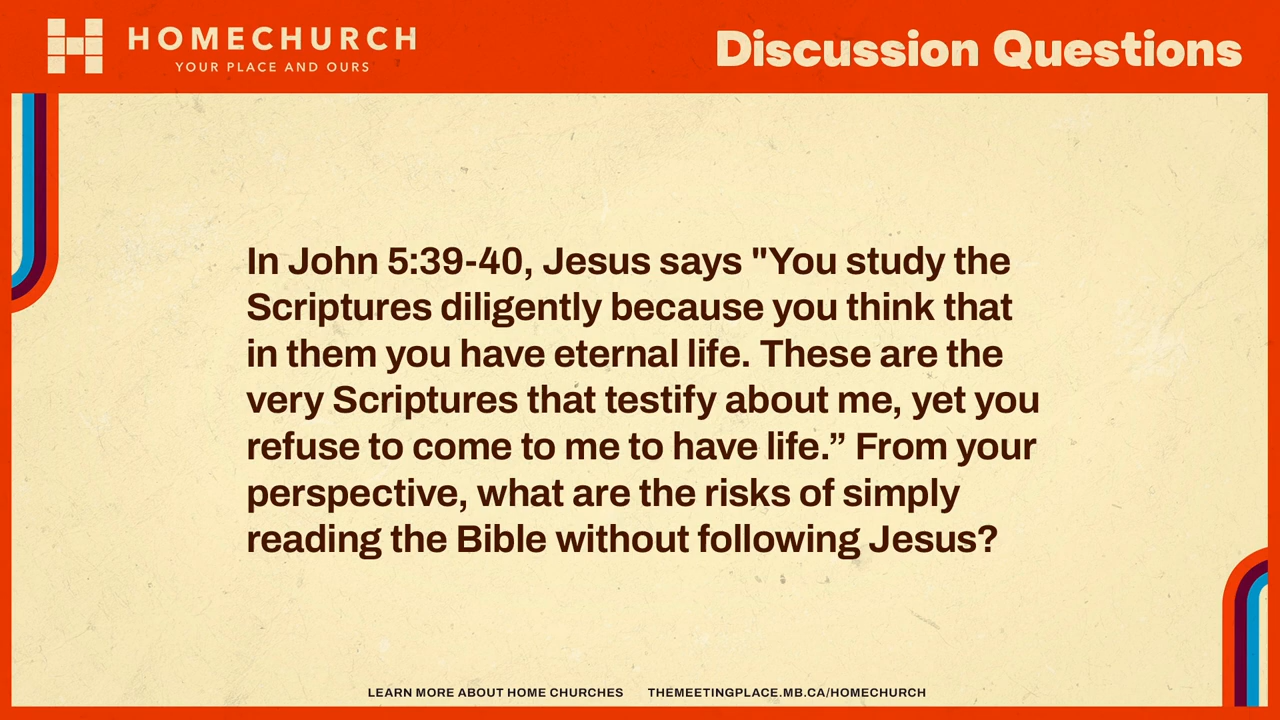 HOMECHURCH
YOUR PLACE AND OURS
Discussion Questions
In John 5:39-40, Jesus says "You study the
Scriptures diligently because you think that
in them you have eternal life. These are the
very Scriptures that testify about me, yet you
refuse to come to me to have life.” From your
perspective, what are the risks of simply
reading the Bible without following Jesus?
LEARN MORE ABOUT HOME CHURCHES THEMEETINGPLACE.MB.CA/HOMECHURCH